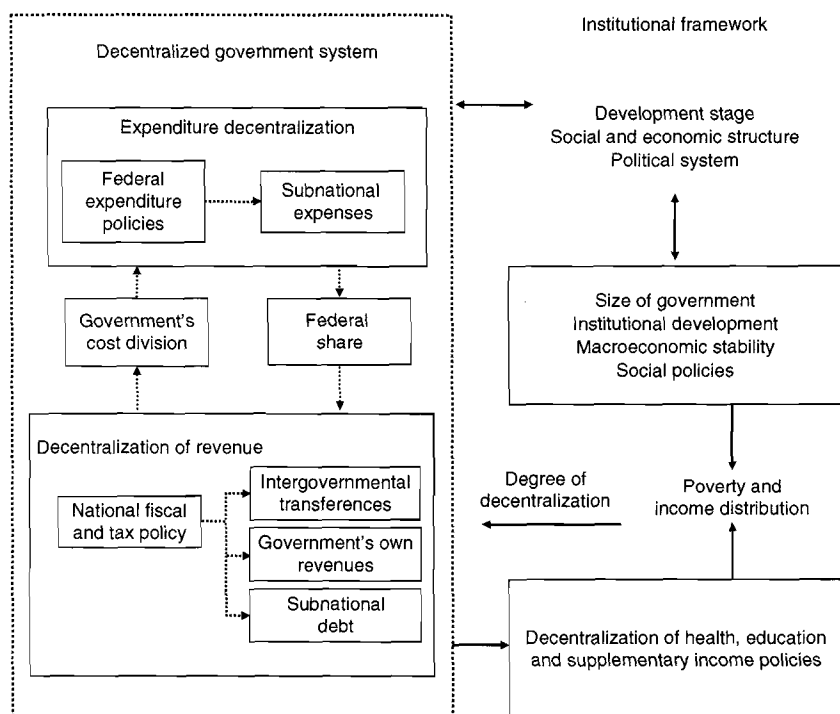 Decentralized government system
Expenditure decentralization
Federal
expenditure
policies
Subnational
expenses
Government's
cost division
Federal
share
Decentralization of revenue
National fiscal
and tax policy
Intergovernmental
transferences
Government's own
revenues
Subnational
debt
Institutional framework
Development stage
Social and economic structure
Political system
Size of government
Institutional development
Macroeconomic stability
Social policies
Degree of
decentralization
Poverty and
income distribution
Decentralization of health, education
and supplementary income policies